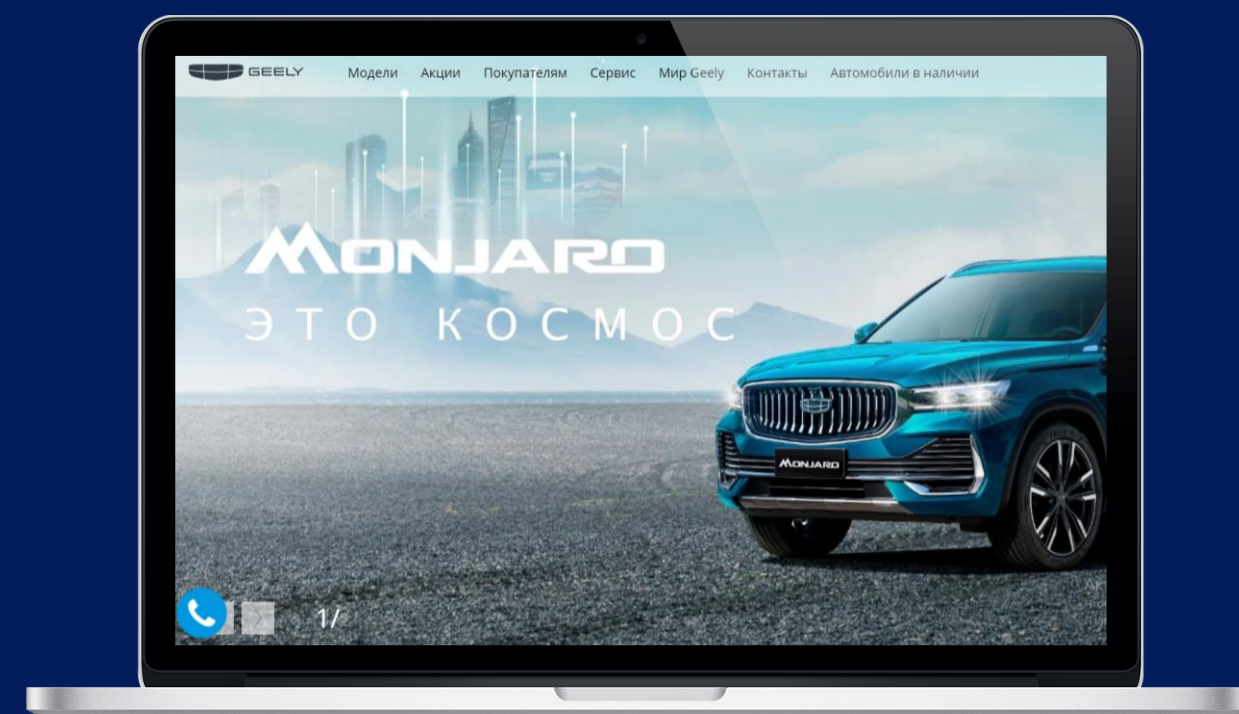 GEELY Модели Акции Покупателям Сервис Мир Geely Контакты Автомобили в наличии
MONJARO
ЭТО КОСМОС
MONJARO
1/